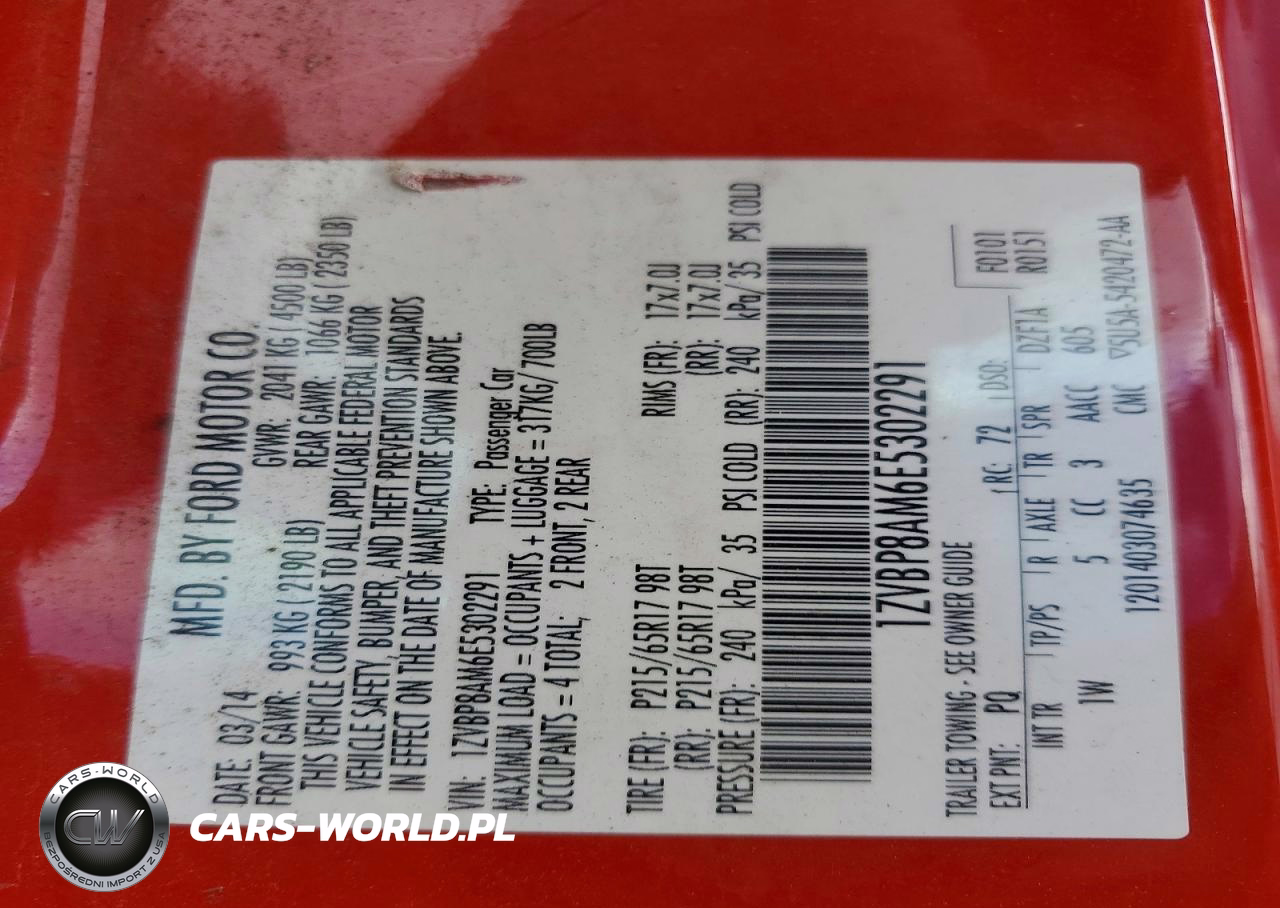 MFD. BY FORD MOTOR CO.
DATE: 03/14 GVWR: 2041 KG ( 4500 LB)
FRONT GAWR: 993 KG ( 2190 LB) REAR GAWR: 1066 KG ( 2350 LB)
THIS VEHICLE CONFORMS TO ALL APPLICABLE FEDERAL MOTOR
VEHICLE SAFETY, BUMPER, AND THEFT PREVENTION STANDARDS
IN EFFECT ON THE DATE OF MANUFACTURE SHOWN ABOVE.
VIN: 1ZVBP8AM6E5302291 TYPE: Passenger Car
MAXIMUM LOAD = OCCUPANTS + LUGGAGE = 317KG/700LB
OCCUPANTS = 4 TOTAL; 2 FRONT, 2 REAR
TIRE (FR): P215/65R17 98T RIMS (FR): 17x7.0J
(RR): P215/65R17 98T (RR): 17x7.0J
PRESSURE (FR): 240 kPa/ 35 PSI COLD (RR): 240 kPa/ 35 PSI COLD
1ZVBP8AM6E5302291
TRAILER TOWING - SEE OWNER GUIDE
EXT PNT: PQ RC: 72 DSO: F0101
R0151
INT TR TP/PS R AXLE TR SPR DZF1A
1W 5 CC 3 AACC 605
1201403074635 CMC ▽5U5A-5420472-AA
CARS-WORLD
CW
BEZPOŚREDNI IMPORT Z USA
CARS-WORLD.PL